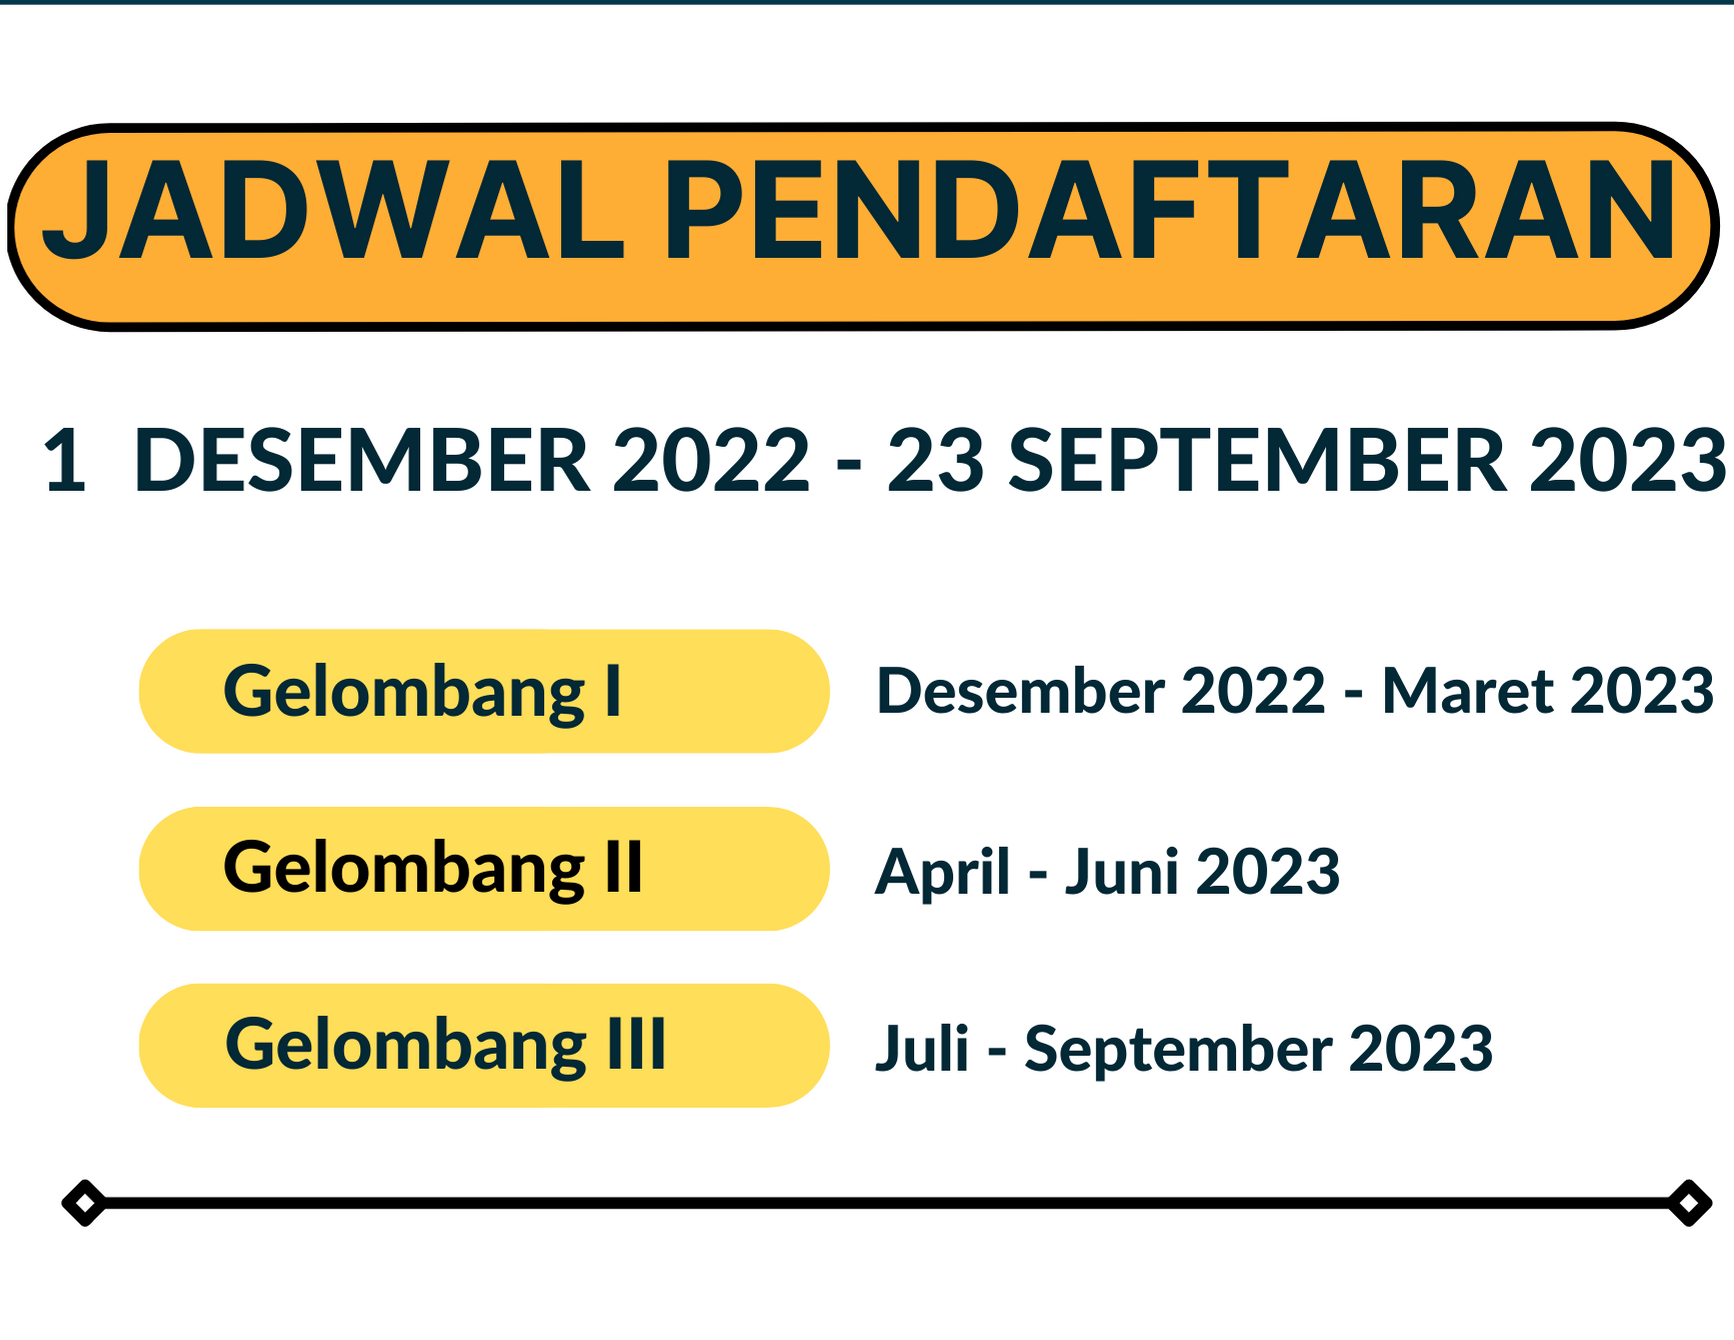 JADWAL PENDAFTARAN
1 DESEMBER 2022 - 23 SEPTEMBER 2023
Gelombang I Desember 2022 - Maret 2023
Gelombang II April - Juni 2023
Gelombang III Juli - September 2023